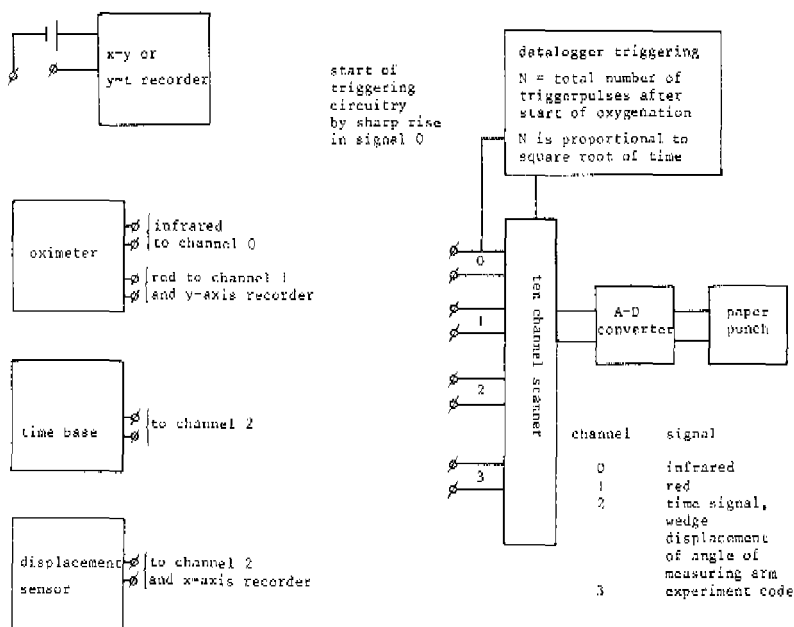 x-y or
y-t recorder
start of
triggering
circuitry
by sharp rise
in signal 0
datalogger triggering
N = total number of
triggerpulses after
start of oxygenation
N is proportional to
square root of time
oximeter
infrared
to channel 0
red to channel 1
and y-axis recorder
time base
to channel 2
displacement
sensor
to channel 2
and x-axis recorder
0
1
2
3
ten channel scanner
A-D
converter
paper
punch
channel signal
0 infrared
1 red
2 time signal,
wedge
displacement
of angle of
measuring arm
3 experiment code